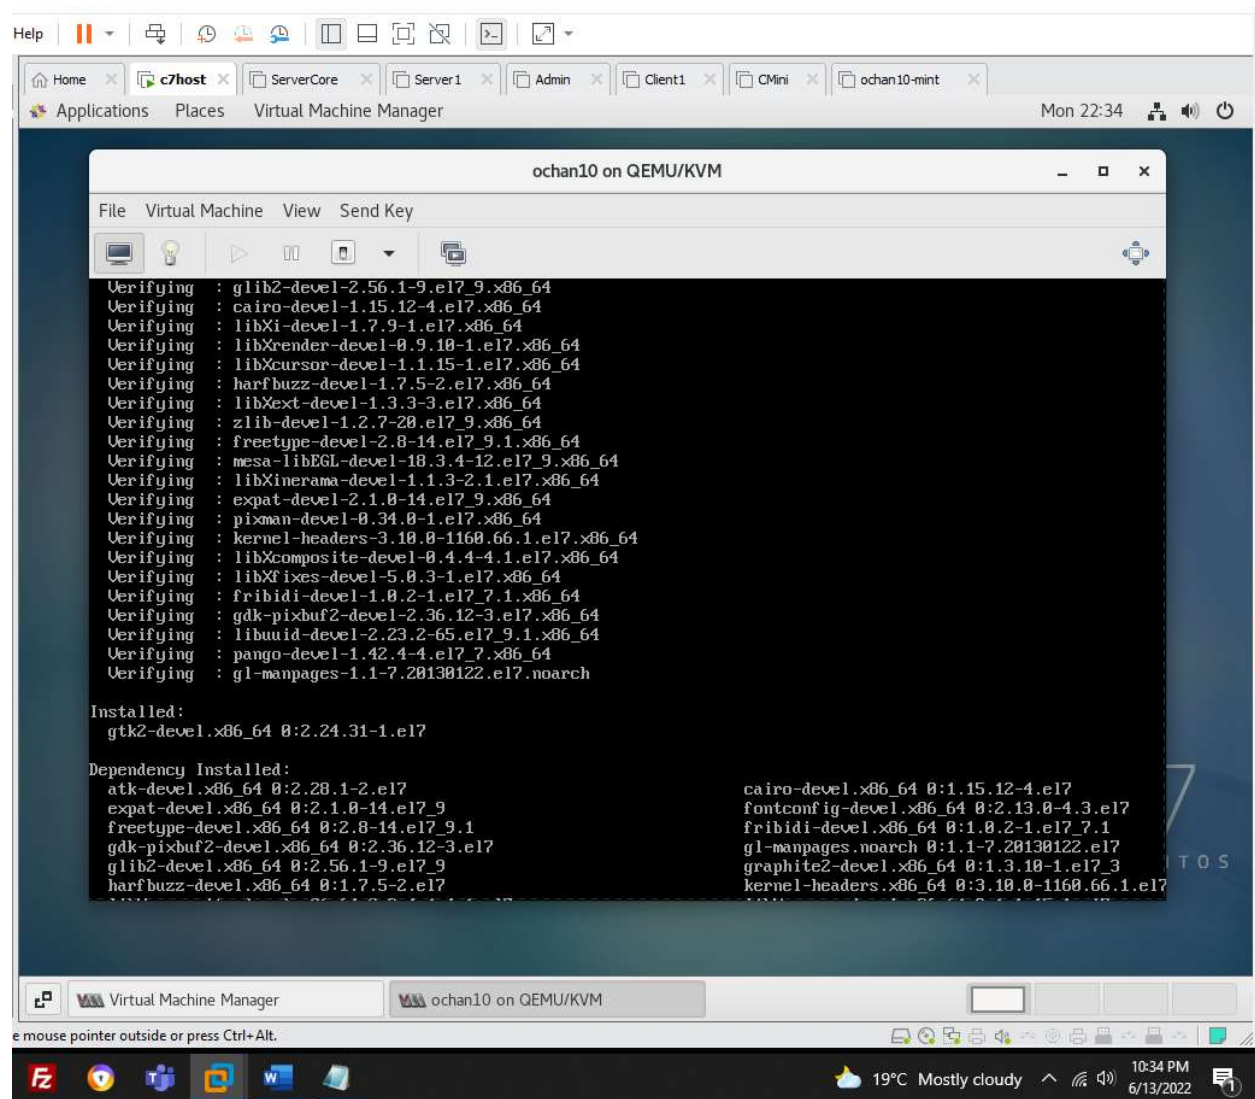 Help
Home
c7host
ServerCore
Server1
Admin
Client1
CMini
ochan10-mint
Applications Places Virtual Machine Manager Mon 22:34
ochan10 on QEMU/KVM
File Virtual Machine View Send Key
Verifying : glib2-devel-2.56.1-9.el7_9.x86_64
Verifying : cairo-devel-1.15.12-4.el7.x86_64
Verifying : libXi-devel-1.7.9-1.el7.x86_64
Verifying : libXrender-devel-0.9.10-1.el7.x86_64
Verifying : libXcursor-devel-1.1.15-1.el7.x86_64
Verifying : harfbuzz-devel-1.7.5-2.el7.x86_64
Verifying : libXext-devel-1.3.3-3.el7.x86_64
Verifying : zlib-devel-1.2.7-20.el7_9.x86_64
Verifying : freetype-devel-2.8-14.el7_9.1.x86_64
Verifying : mesa-libEGL-devel-18.3.4-12.el7_9.x86_64
Verifying : libXinerama-devel-1.1.3-2.1.el7.x86_64
Verifying : expat-devel-2.1.0-14.el7_9.x86_64
Verifying : pixman-devel-0.34.0-1.el7.x86_64
Verifying : kernel-headers-3.10.0-1160.66.1.el7.x86_64
Verifying : libXcomposite-devel-0.4.4-4.1.el7.x86_64
Verifying : libXfixes-devel-5.0.3-1.el7.x86_64
Verifying : fribidi-devel-1.0.2-1.el7_7.1.x86_64
Verifying : gdk-pixbuf2-devel-2.36.12-3.el7.x86_64
Verifying : libuuid-devel-2.23.2-65.el7_9.1.x86_64
Verifying : pango-devel-1.42.4-4.el7_7.x86_64
Verifying : gl-manpages-1.1-7.20130122.el7.noarch
Installed:
gtk2-devel.x86_64 0:2.24.31-1.el7
Dependency Installed:
atk-devel.x86_64 0:2.28.1-2.el7 cairo-devel.x86_64 0:1.15.12-4.el7
expat-devel.x86_64 0:2.1.0-14.el7_9 fontconfig-devel.x86_64 0:2.13.0-4.3.el7
freetype-devel.x86_64 0:2.8-14.el7_9.1 fribidi-devel.x86_64 0:1.0.2-1.el7_7.1
gdk-pixbuf2-devel.x86_64 0:2.36.12-3.el7 gl-manpages.noarch 0:1.1-7.20130122.el7
glib2-devel.x86_64 0:2.56.1-9.el7_9 graphite2-devel.x86_64 0:1.3.10-1.el7_3
harfbuzz-devel.x86_64 0:1.7.5-2.el7 kernel-headers.x86_64 0:3.10.0-1160.66.1.el7
7
TOS
Virtual Machine Manager
ochan10 on QEMU/KVM
e mouse pointer outside or press Ctrl+Alt.
19°C Mostly cloudy
10:34 PM
6/13/2022